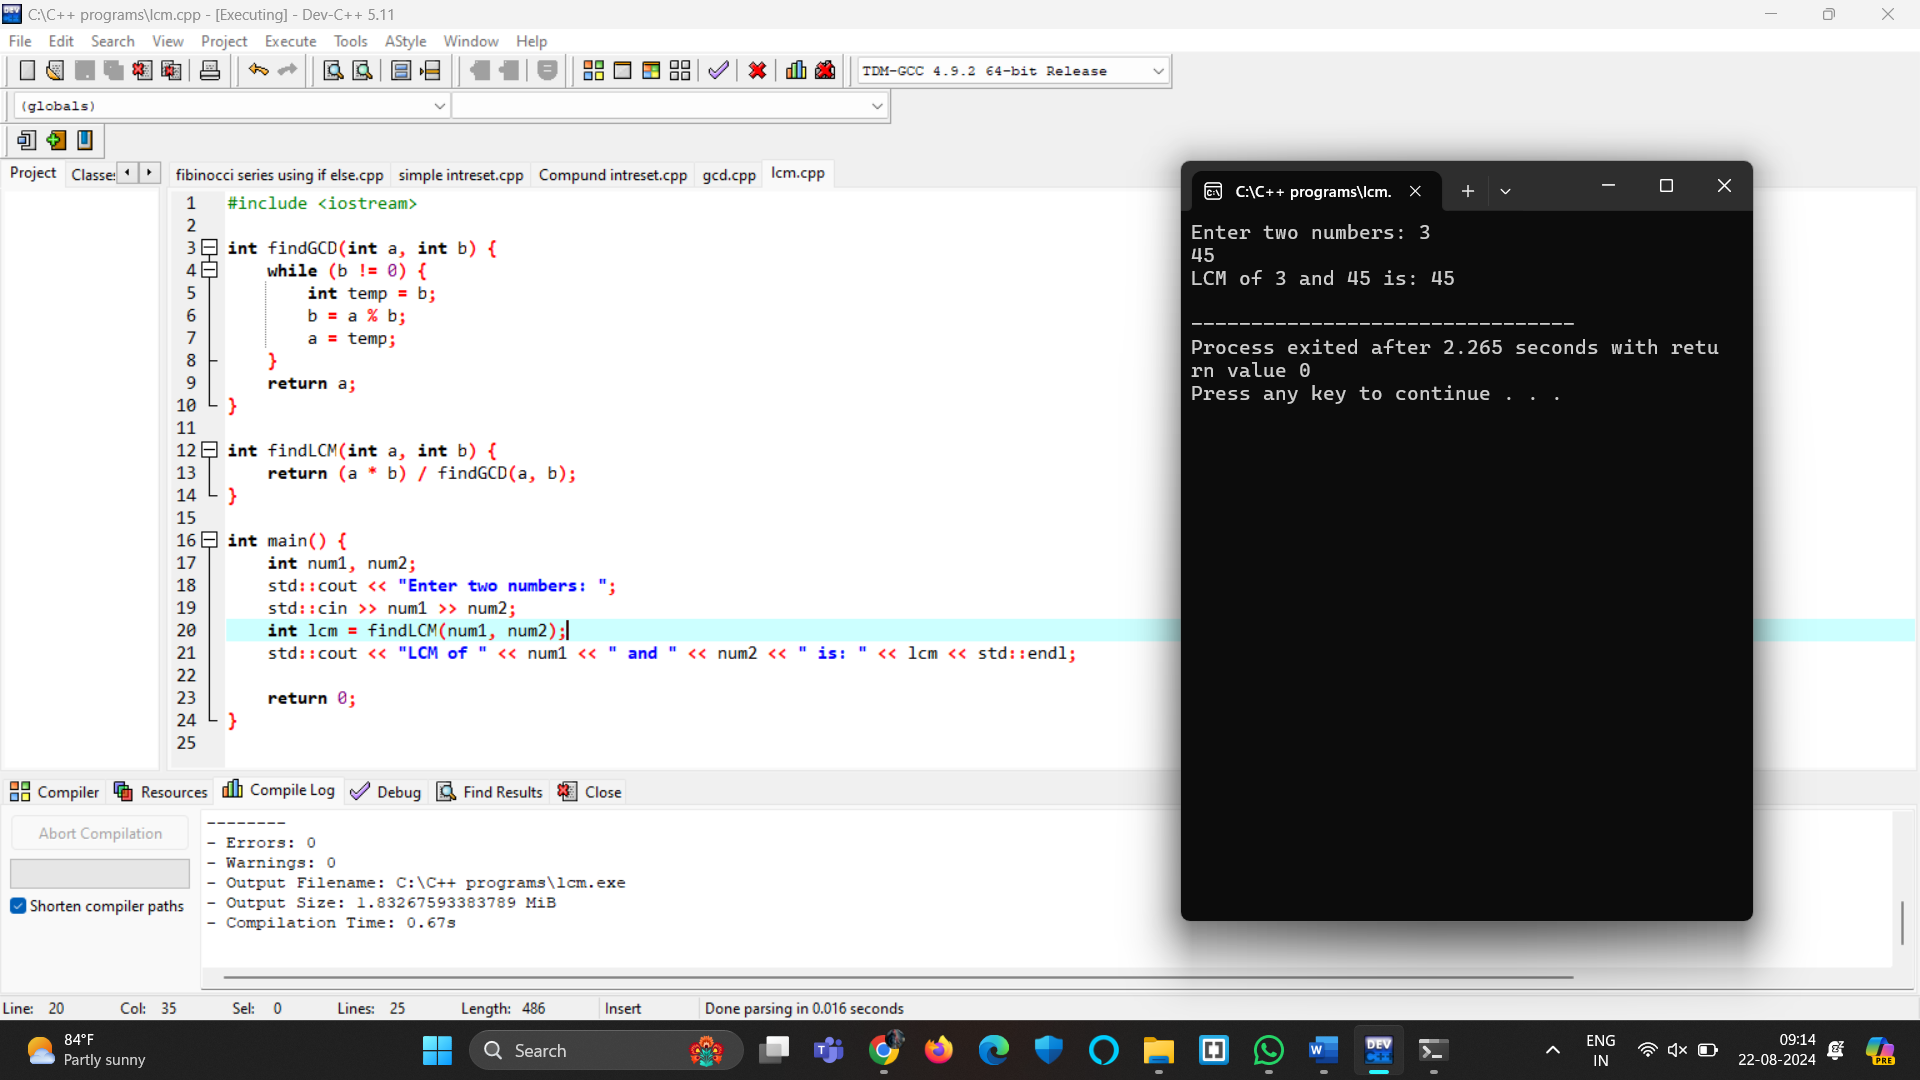 C:\C++ programs\lcm.cpp - [Executing] - Dev-C++ 5.11
File Edit Search View Project Execute Tools AStyle Window Help
TDM-GCC 4.9.2 64-bit Release
(globals)
Project Classes
fibinocci series using if else.cpp simple intreset.cpp Compund intreset.cpp gcd.cpp lcm.cpp
1 #include <iostream>
2
3 int findGCD(int a, int b) {
4 while (b != 0) {
5 int temp = b;
6 b = a % b;
7 a = temp;
8 }
9 return a;
10 }
11
12 int findLCM(int a, int b) {
13 return (a * b) / findGCD(a, b);
14 }
15
16 int main() {
17 int num1, num2;
18 std::cout << "Enter two numbers: ";
19 std::cin >> num1 >> num2;
20 int lcm = findLCM(num1, num2);
21 std::cout << "LCM of " << num1 << " and " << num2 << " is: " << lcm << std::endl;
22
23 return 0;
24 }
25
C:\C++ programs\lcm.
Enter two numbers: 3
45
LCM of 3 and 45 is: 45
--------------------------------
Process exited after 2.265 seconds with retu
rn value 0
Press any key to continue . . .
Compiler Resources Compile Log Debug Find Results Close
Abort Compilation
Shorten compiler paths
--------
- Errors: 0
- Warnings: 0
- Output Filename: C:\C++ programs\lcm.exe
- Output Size: 1.83267593383789 MiB
- Compilation Time: 0.67s
Line: 20 Col: 35 Sel: 0 Lines: 25 Length: 486 Insert Done parsing in 0.016 seconds
84°F
Partly sunny
Search
ENG
IN
09:14
22-08-2024
PRE